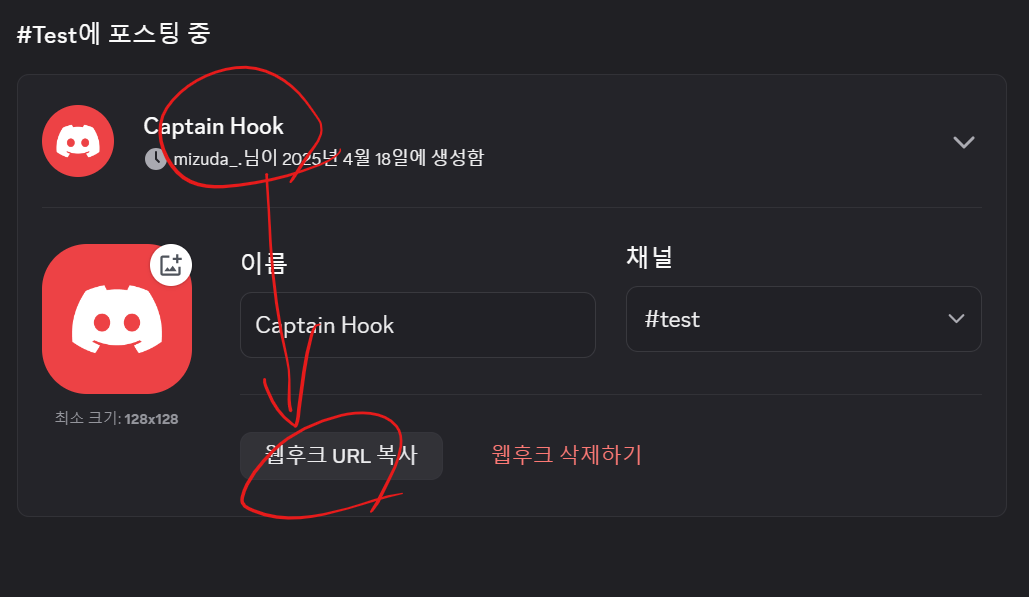 #Test에 포스팅 중
Captain Hook
mizuda_.님이 2025년 4월 18일에 생성함
이름
채널
Captain Hook
#test
최소 크기: 128x128
웹후크 URL 복사
웹후크 삭제하기